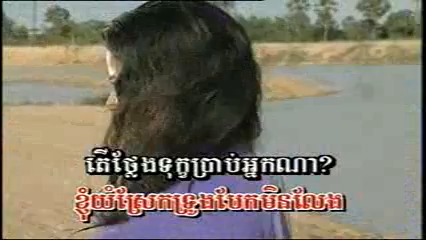 តើថ្លែងទុក្ខប្រាប់អ្នកណា?
ខ្ញុំយំស្រែកទ្រូងបែកមិនលែង